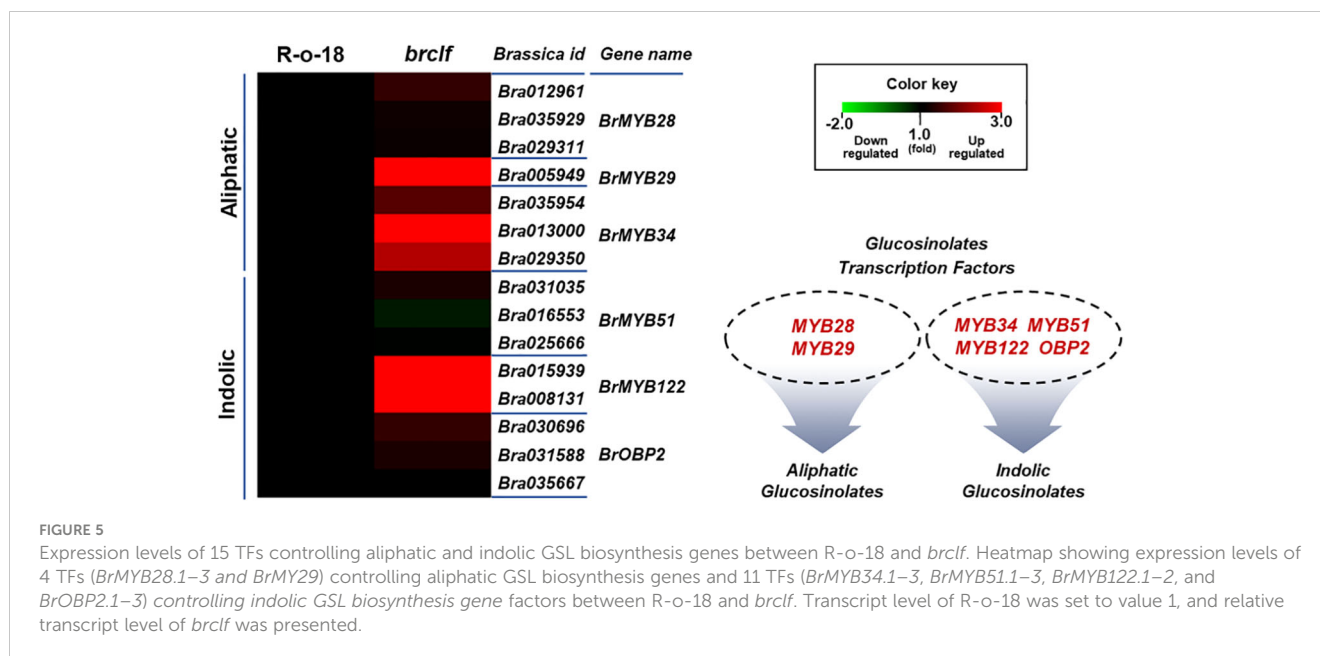 R-o-18 brclf Brassica id Gene name
Aliphatic
Indolic
Bra012961
Bra035929
Bra029311
BrMYB28
Bra005949
BrMYB29
Bra035954
Bra013000
Bra029350
BrMYB34
Bra031035
Bra016553
Bra025666
BrMYB51
Bra015939
Bra008131
BrMYB122
Bra030696
Bra031588
Bra035667
BrOBP2
Color key
-2.0 1.0 3.0
(fold)
Down
regulated
Up
regulated
Glucosinolates
Transcription Factors
MYB28
MYB29
MYB34 MYB51
MYB122 OBP2
Aliphatic
Glucosinolates
Indolic
Glucosinolates
FIGURE 5
Expression levels of 15 TFs controlling aliphatic and indolic GSL biosynthesis genes between R-o-18 and brclf. Heatmap showing expression levels of
4 TFs (BrMYB28.1–3 and BrMY29) controlling aliphatic GSL biosynthesis genes and 11 TFs (BrMYB34.1–3, BrMYB51.1–3, BrMYB122.1–2, and
BrOBP2.1–3) controlling indolic GSL biosynthesis gene factors between R-o-18 and brclf. Transcript level of R-o-18 was set to value 1, and relative
transcript level of brclf was presented.